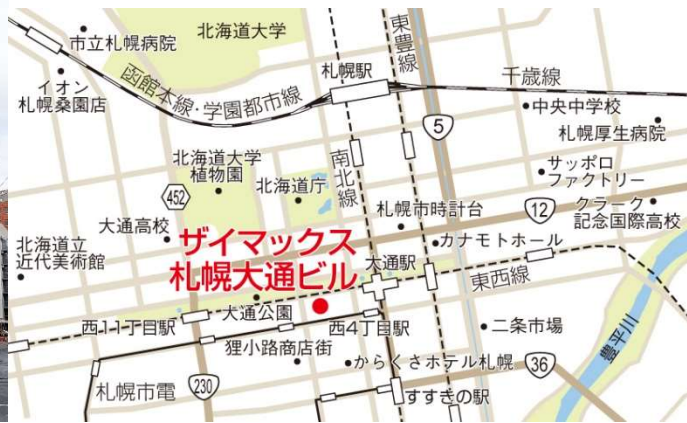 北海道大学
市立札幌病院
イオン
札幌桑園店
函館本線・学園都市線
札幌駅
東豊線
千歳線
5
中央中学校
札幌厚生病院
北海道大学
植物園
北海道庁
南北線
サッポロ
ファクトリー
452
大通高校
札幌市時計台
12
クラーク
記念国際高校
北海道立
近代美術館
ザイマックス
札幌大通ビル
カナモトホール
大通駅
東西線
西11丁目駅
大通公園
西4丁目駅
二条市場
豊平川
狸小路商店街
からくさホテル札幌
36
札幌市電
230
すすきの駅